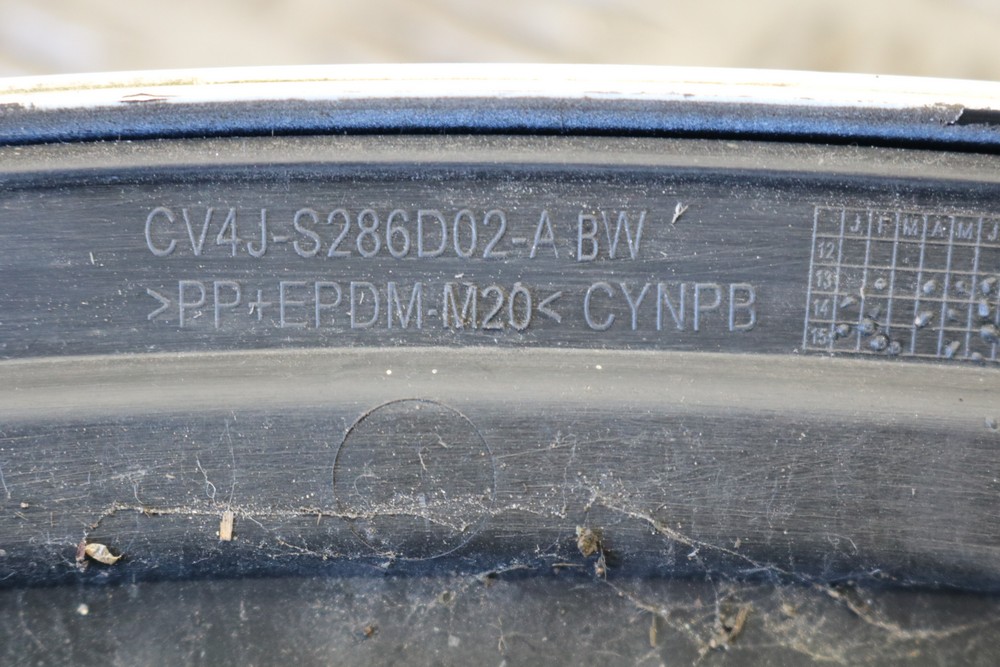 CV4J-S286D02-A BW
>PP+EPDM-M20< CYNPB
J F M A M J
12
13
14
15